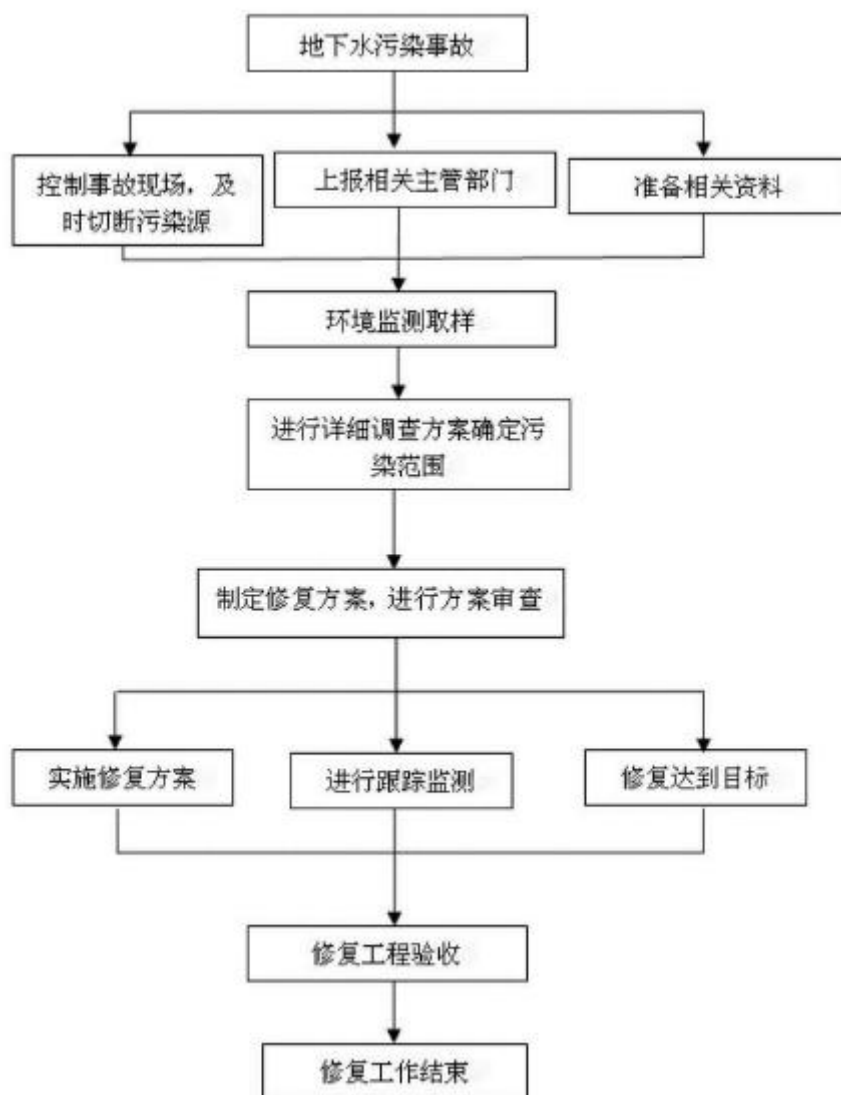 地下水污染事故
控制事故现场，及
时切断污染源
上报相关主管部门
准备相关资料
环境监测取样
进行详细调查方案确定污
染范围
制定修复方案，进行方案审查
实施修复方案
进行跟踪监测
修复达到目标
修复工程验收
修复工作结束